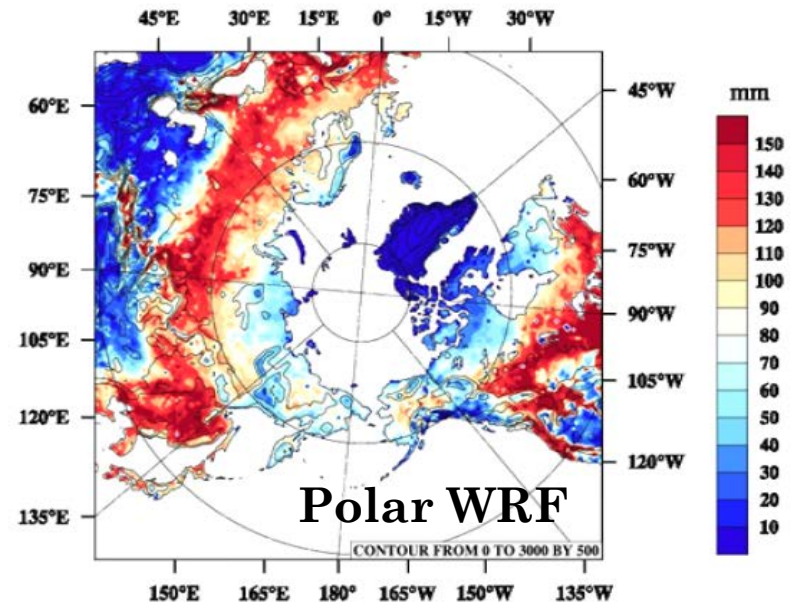 45°E 30°E 15°E 0° 15°W 30°W
60°E
75°E
90°E
105°E
120°E
135°E
45°W
60°W
75°W
90°W
105°W
120°W
mm
150
140
130
120
110
100
90
80
70
60
50
40
30
20
10
Polar WRF
CONTOUR FROM 0 TO 3000 BY 500
150°E 165°E 180° 165°W 150°W 135°W